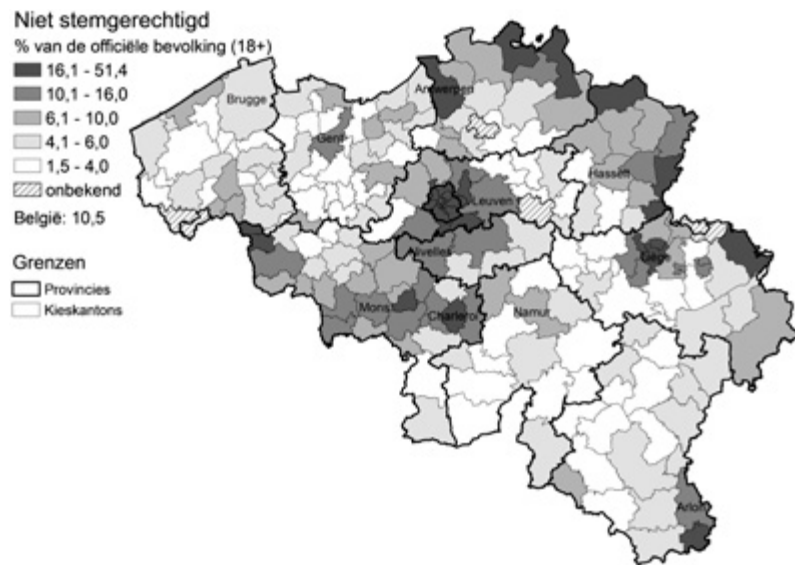 Niet stemgerechtigd
% van de officiële bevolking (18+)
16,1 - 51,4
10,1 - 16,0
6,1 - 10,0
4,1 - 6,0
1,5 - 4,0
onbekend
België: 10,5
Grenzen
Provincies
Kieskantons
Brugge
Antwerpen
Gent
Hasselt
Leuven
Nivelles
Liège
Mons
Charleroi
Namur
Arlon